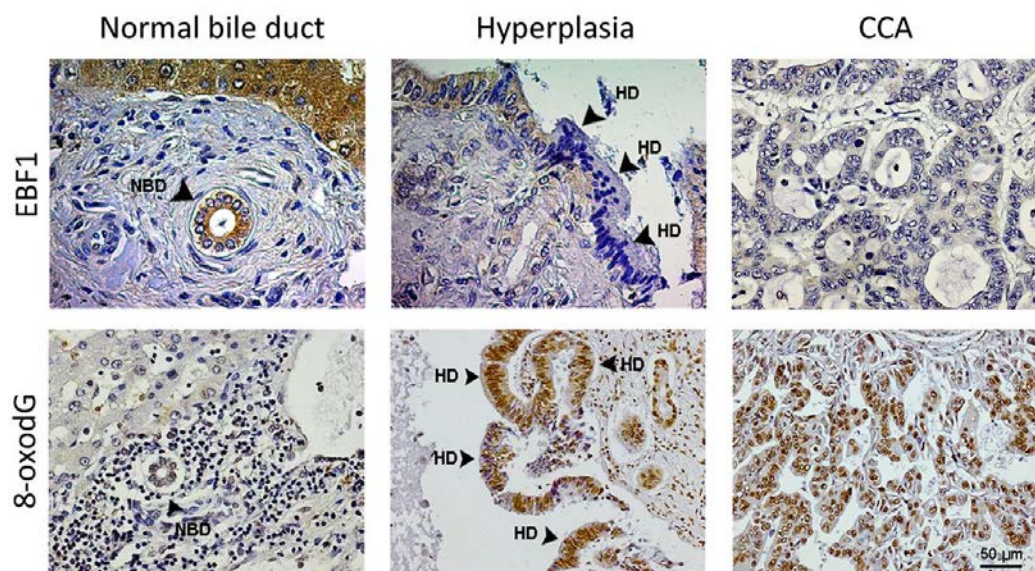 Normal bile duct
Hyperplasia
CCA
EBF1
NBD
HD
HD
HD
8-oxodG
NBD
HD
HD
HD
HD
50 µm